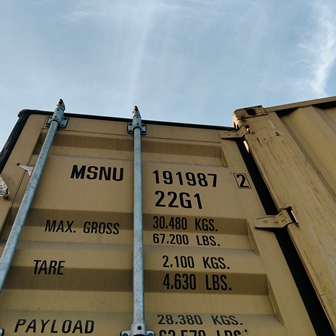 MSNU 191987 2
22G1
MAX. GROSS 30,480 KGS.
67,200 LBS.
TARE 2,100 KGS.
4,630 LBS.
PAYLOAD 28,380 KGS.